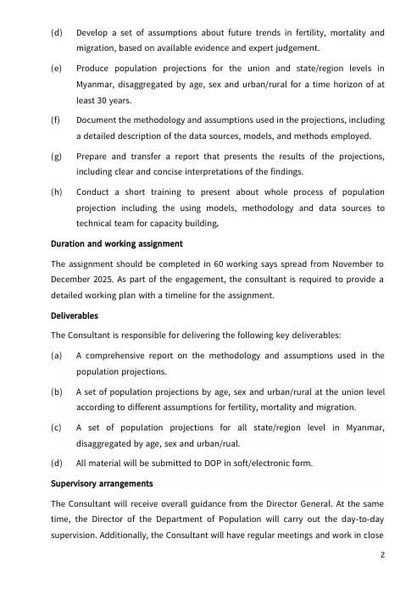 (d) Develop a set of assumptions about future trends in fertility, mortality and
migration, based on available evidence and expert judgement.
(e) Produce population projections for the union and state/region levels in
Myanmar, disaggregated by age, sex and urban/rural for a time horizon of at
least 30 years.
(f) Document the methodology and assumptions used in the projections, including
a detailed description of the data sources, models, and methods employed.
(g) Prepare and transfer a report that presents the results of the projections,
including clear and concise interpretations of the findings.
(h) Conduct a short training to present about whole process of population
projection including the using models, methodology and data sources to
technical team for capacity building.
Duration and working assignment
The assignment should be completed in 60 working says spread from November to
December 2025. As part of the engagement, the consultant is required to provide a
detailed working plan with a timeline for the assignment.
Deliverables
The Consultant is responsible for delivering the following key deliverables:
(a) A comprehensive report on the methodology and assumptions used in the
population projections.
(b) A set of population projections by age, sex and urban/rural at the union level
according to different assumptions for fertility, mortality and migration.
(c) A set of population projections for all state/region level in Myanmar,
disaggregated by age, sex and urban/rual.
(d) All material will be submitted to DOP in soft/electronic form.
Supervisory arrangements
The Consultant will receive overall guidance from the Director General. At the same
time, the Director of the Department of Population will carry out the day-to-day
supervision. Additionally, the Consultant will have regular meetings and work in close
2